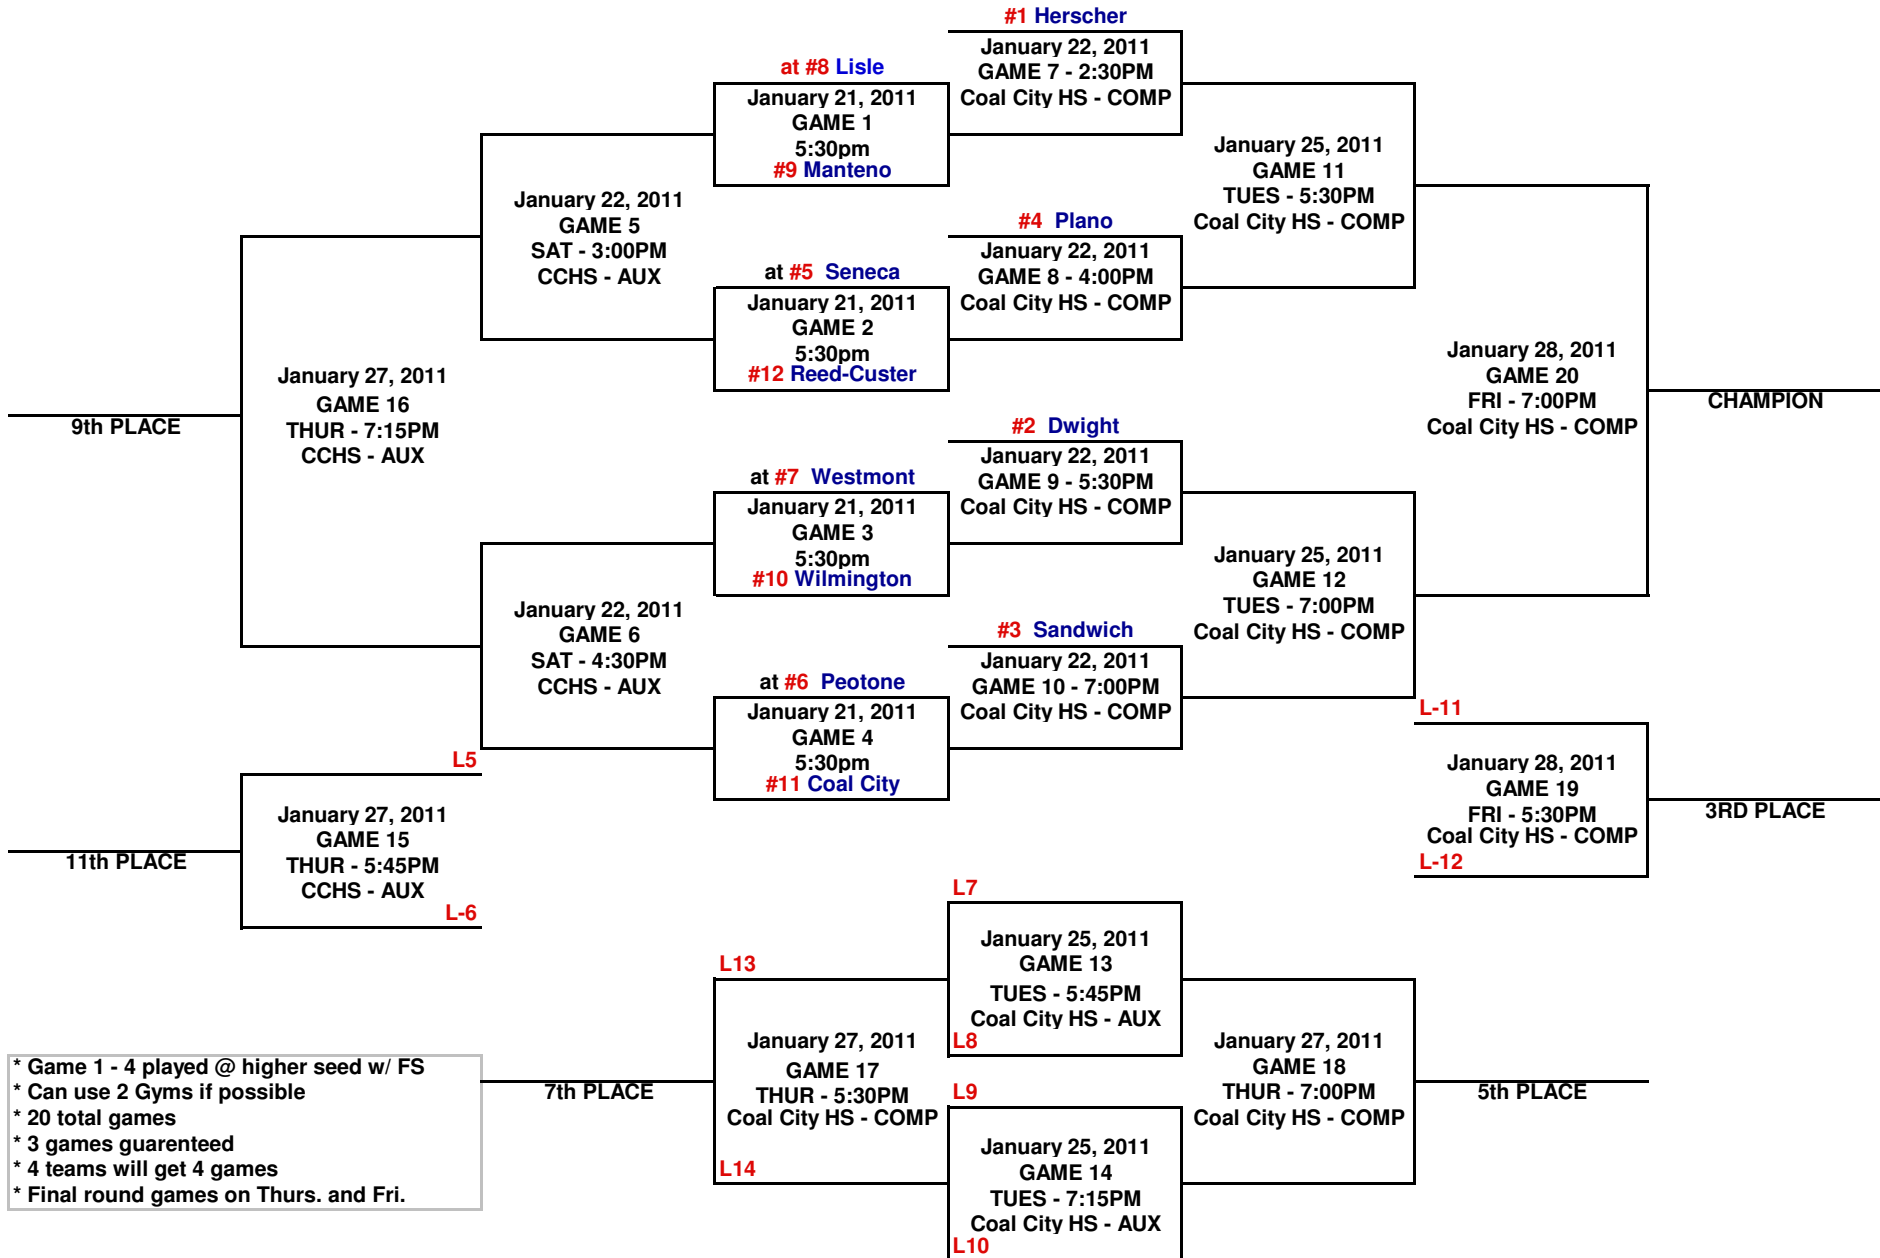 #1 Herscher
January 22, 2011
GAME 7 - 2:30PM
Coal City HS - COMP
at #8 Lisle
January 21, 2011
GAME 1
5:30pm
#9 Manteno
January 25, 2011
GAME 11
TUES - 5:30PM
Coal City HS - COMP
January 22, 2011
GAME 5
SAT - 3:00PM
CCHS - AUX
#4 Plano
January 22, 2011
GAME 8 - 4:00PM
Coal City HS - COMP
at #5 Seneca
January 21, 2011
GAME 2
5:30pm
#12 Reed-Custer
January 28, 2011
GAME 20
FRI - 7:00PM
Coal City HS - COMP
CHAMPION
January 27, 2011
GAME 16
THUR - 7:15PM
CCHS - AUX
9th PLACE
#2 Dwight
January 22, 2011
GAME 9 - 5:30PM
Coal City HS - COMP
at #7 Westmont
January 21, 2011
GAME 3
5:30pm
#10 Wilmington
January 25, 2011
GAME 12
TUES - 7:00PM
Coal City HS - COMP
January 22, 2011
GAME 6
SAT - 4:30PM
CCHS - AUX
#3 Sandwich
January 22, 2011
GAME 10 - 7:00PM
Coal City HS - COMP
at #6 Peotone
January 21, 2011
GAME 4
5:30pm
#11 Coal City
L-11
January 28, 2011
GAME 19
FRI - 5:30PM
Coal City HS - COMP
L-12
3RD PLACE
L5
January 27, 2011
GAME 15
THUR - 5:45PM
CCHS - AUX
L-6
11th PLACE
L7
January 25, 2011
GAME 13
TUES - 5:45PM
Coal City HS - AUX
L8
L13
January 27, 2011
GAME 17
THUR - 5:30PM
Coal City HS - COMP
L14
7th PLACE
January 27, 2011
GAME 18
THUR - 7:00PM
Coal City HS - COMP
5th PLACE
L9
January 25, 2011
GAME 14
TUES - 7:15PM
Coal City HS - AUX
L10
* Game 1 - 4 played @ higher seed w/ FS
* Can use 2 Gyms if possible
* 20 total games
* 3 games guarenteed
* 4 teams will get 4 games
* Final round games on Thurs. and Fri.